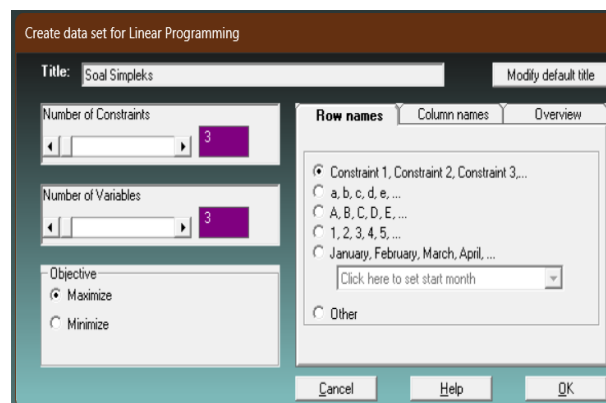 Create data set for Linear Programming
Title: Soal Simpleks
Modify default title
Number of Constraints
3
Number of Variables
3
Objective
Maximize
Minimize
Row names
Column names
Overview
Constraint 1, Constraint 2, Constraint 3,...
a, b, c, d, e, ...
A, B, C, D, E, ...
1, 2, 3, 4, 5, ...
January, February, March, April, ...
Click here to set start month
Other
Cancel
Help
OK